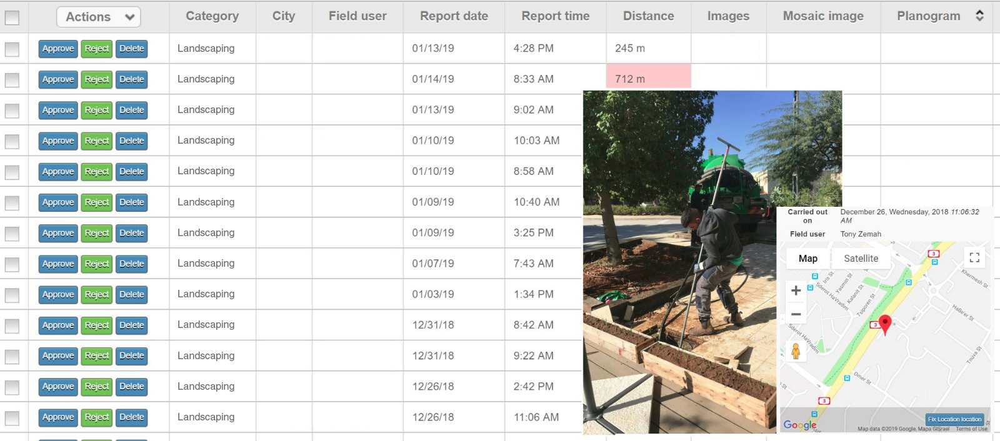 Actions Category City Field user Report date Report time Distance Images Mosaic image Planogram
Approve Reject Delete Landscaping 01/13/19 4:28 PM 245 m
Approve Reject Delete Landscaping 01/14/19 8:33 AM 712 m
Approve Reject Delete Landscaping 01/13/19 9:02 AM
Approve Reject Delete Landscaping 01/10/19 10:03 AM
Approve Reject Delete Landscaping 01/10/19 8:58 AM
Approve Reject Delete Landscaping 01/09/19 10:40 AM
Approve Reject Delete Landscaping 01/09/19 3:25 PM
Approve Reject Delete Landscaping 01/07/19 7:43 AM
Approve Reject Delete Landscaping 01/03/19 1:34 PM
Approve Reject Delete Landscaping 12/31/18 8:42 AM
Approve Reject Delete Landscaping 12/31/18 9:22 AM
Approve Reject Delete Landscaping 12/26/18 2:42 PM
Approve Reject Delete Landscaping 12/26/18 11:06 AM
Carried out
on
December 26, Wednesday, 2018 11:06:32
AM
Field user Tony Zemah
Map Satellite
3
Iris St
Yasmin St
Kalanit St
Tsiporen St
Sderot HaVradim
Khermesh St
HaBe'er St
3
Sderot HaVradim
Tnuva St
Omer St
St
3
Fix Location location
Google
Map data ©2019 Google, Mapa GISrael Terms of Use